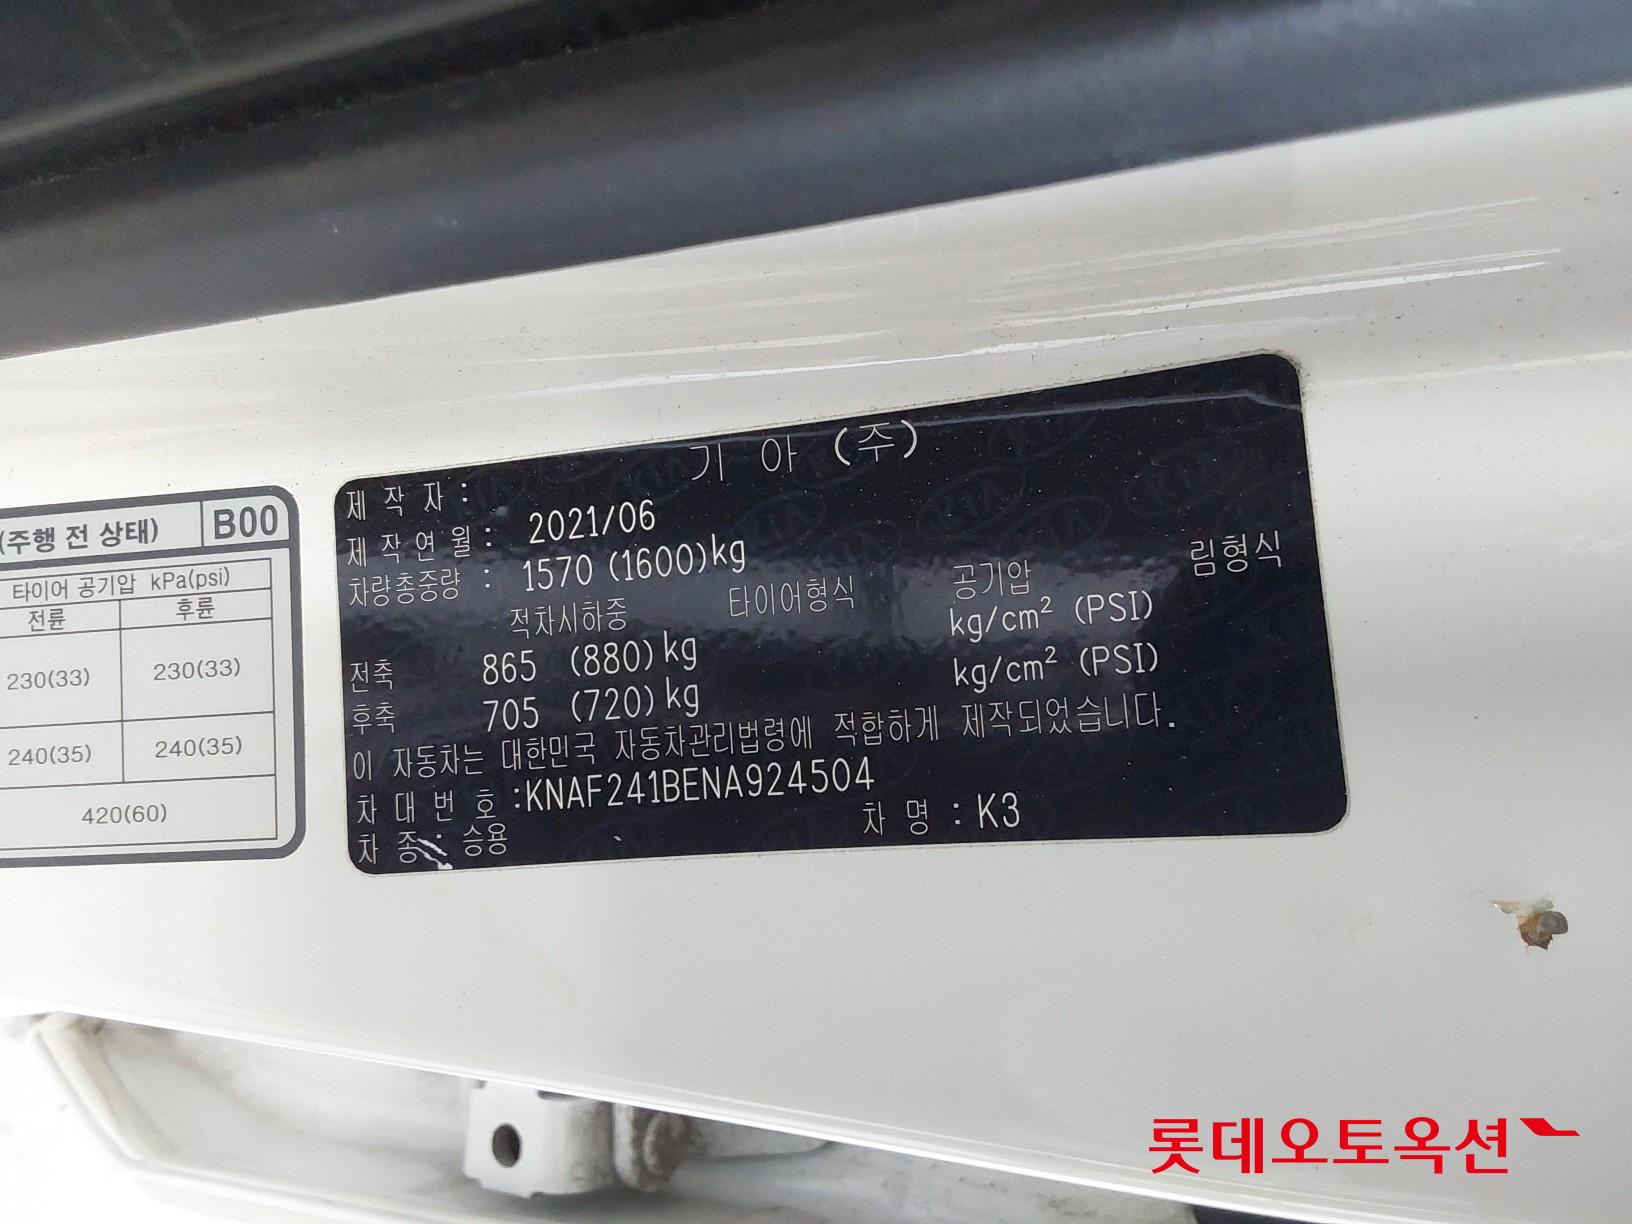 (주행 전 상태) B00
타이어 공기압 kPa(psi)
전륜 후륜
230(33) 230(33)
240(35) 240(35)
420(60)
제작자 : 기아 (주)
제작연월 : 2021/06
차량총중량 : 1570 (1600)kg
적차시하중 타이어형식 공기압 림형식
전축 865 (880)kg kg/cm² (PSI)
후축 705 (720)kg kg/cm² (PSI)
이 자동차는 대한민국 자동차관리법령에 적합하게 제작되었습니다.
차대번호 :KNAF241BENA924504
차종 : 승용 차명 : K3
롯데오토옥션